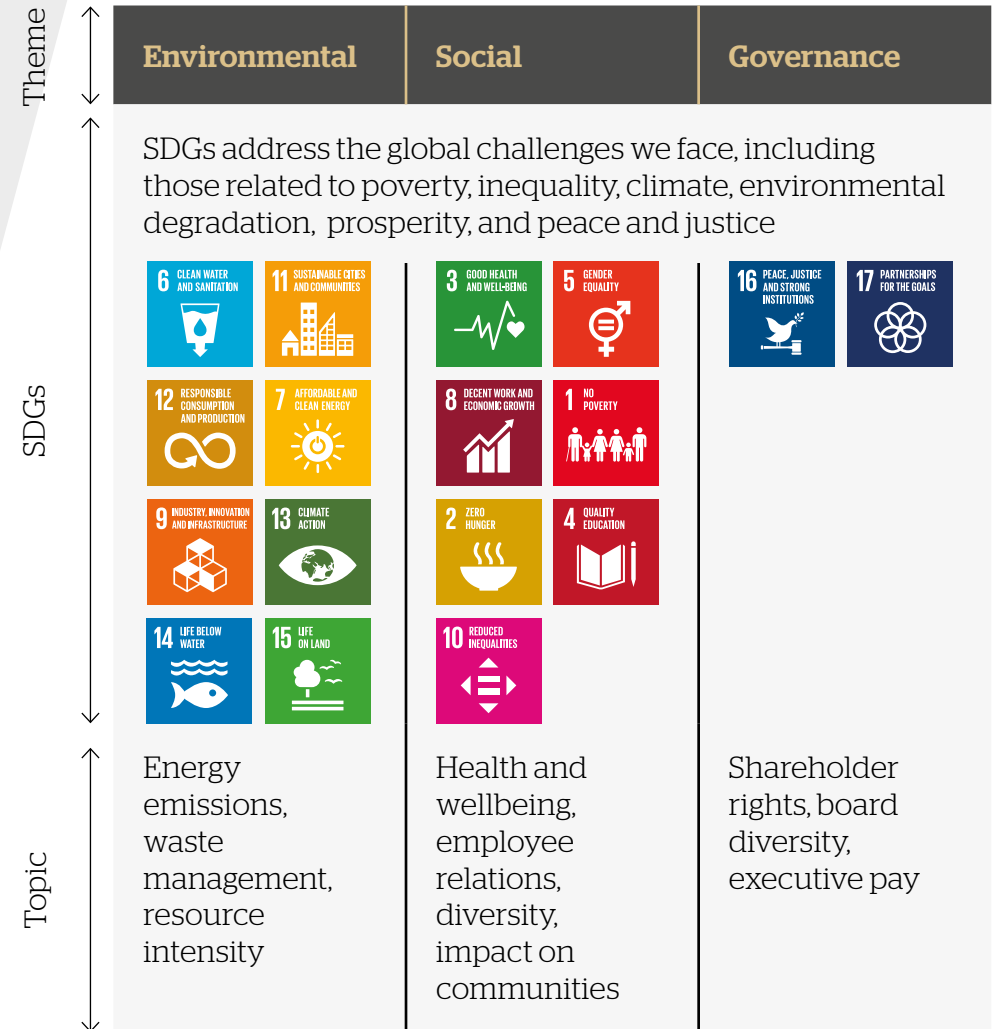 Theme
Environmental
Social
Governance
SDGs
SDGs address the global challenges we face, including
those related to poverty, inequality, climate, environmental
degradation, prosperity, and peace and justice
6 CLEAN WATER
AND SANITATION
11 SUSTAINABLE CITIES
AND COMMUNITIES
12 RESPONSIBLE
CONSUMPTION
AND PRODUCTION
7 AFFORDABLE AND
CLEAN ENERGY
9 INDUSTRY, INNOVATION
AND INFRASTRUCTURE
13 CLIMATE
ACTION
14 LIFE BELOW
WATER
15 LIFE
ON LAND
3 GOOD HEALTH
AND WELL-BEING
5 GENDER
EQUALITY
8 DECENT WORK AND
ECONOMIC GROWTH
1 NO
POVERTY
2 ZERO
HUNGER
4 QUALITY
EDUCATION
10 REDUCED
INEQUALITIES
16 PEACE, JUSTICE
AND STRONG
INSTITUTIONS
17 PARTNERSHIPS
FOR THE GOALS
Topic
Energy
emissions,
waste
management,
resource
intensity
Health and
wellbeing,
employee
relations,
diversity,
impact on
communities
Shareholder
rights, board
diversity,
executive pay